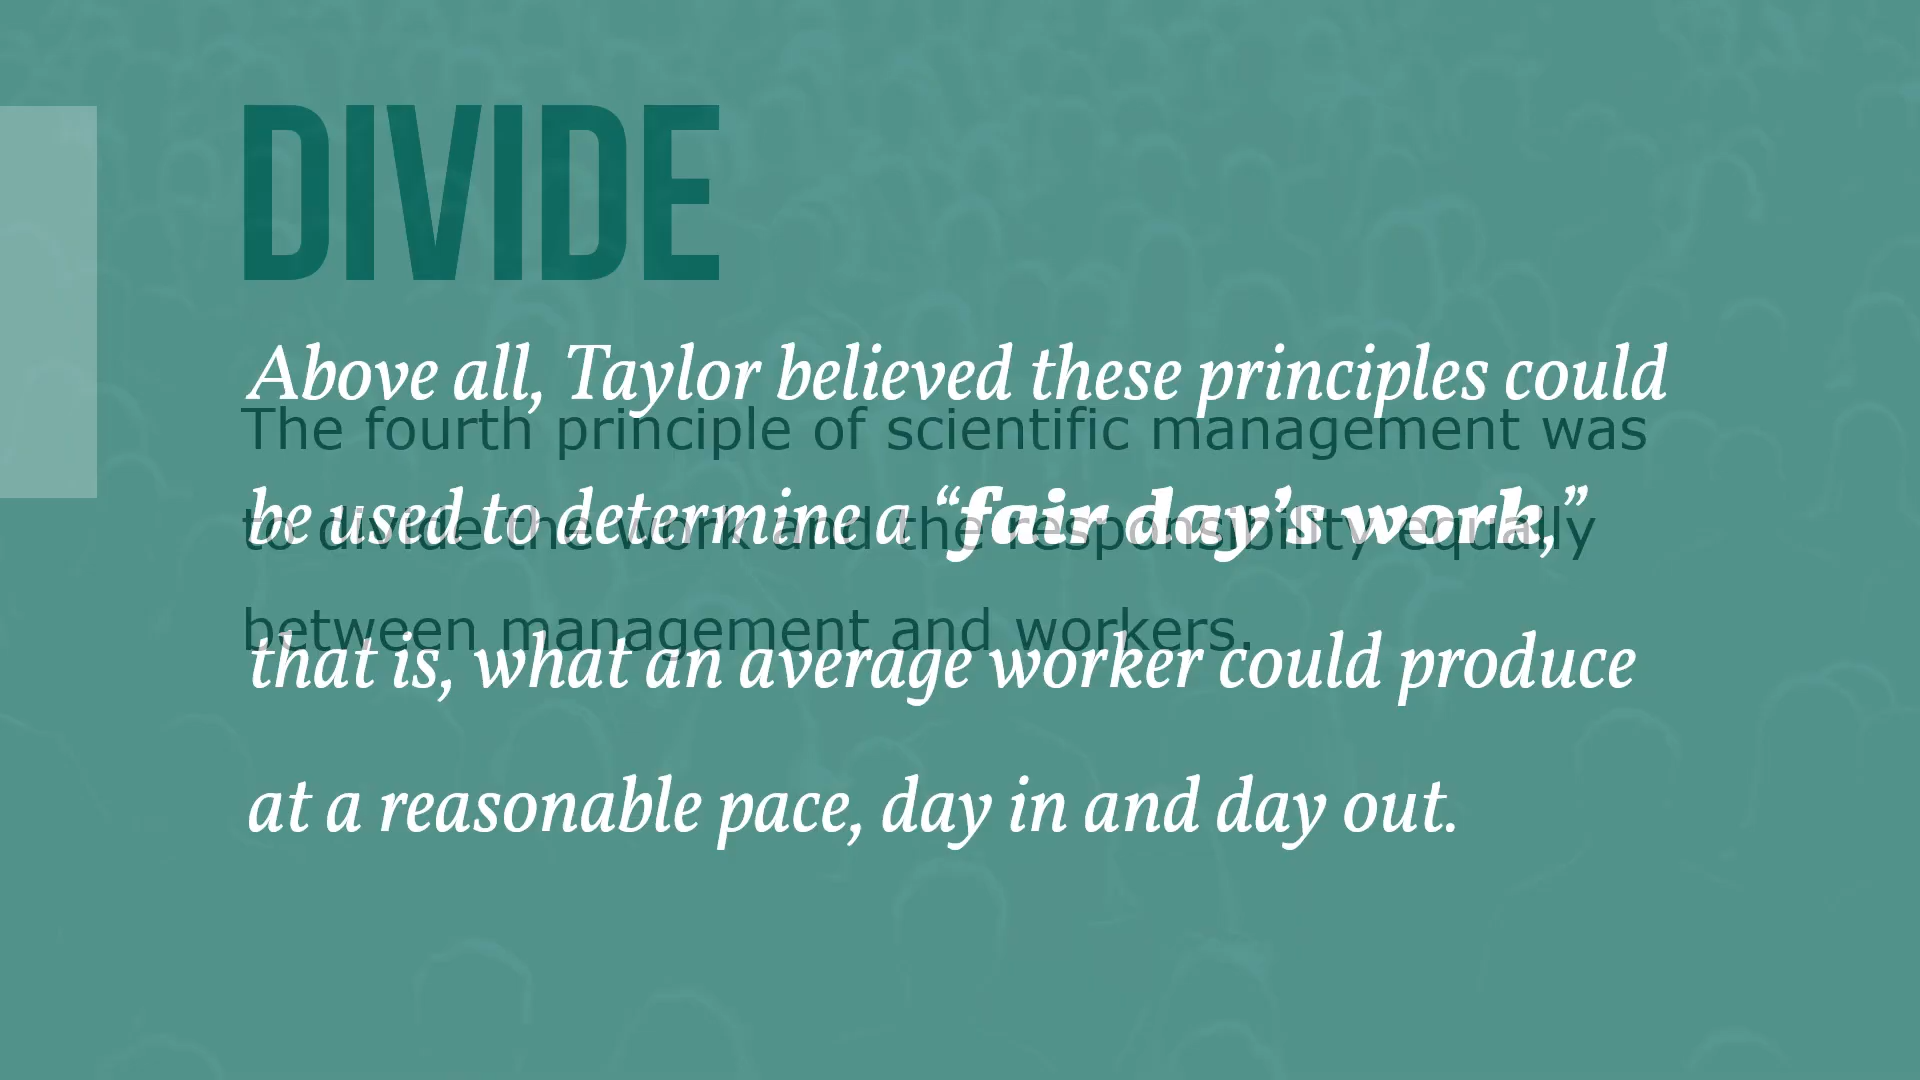 DIVIDE
Above all, Taylor believed these principles could
The fourth principle of scientific management was
be used to determine a “fair day’s work,”
to divide the work and the responsibility equally
between management and workers.
that is, what an average worker could produce
at a reasonable pace, day in and day out.